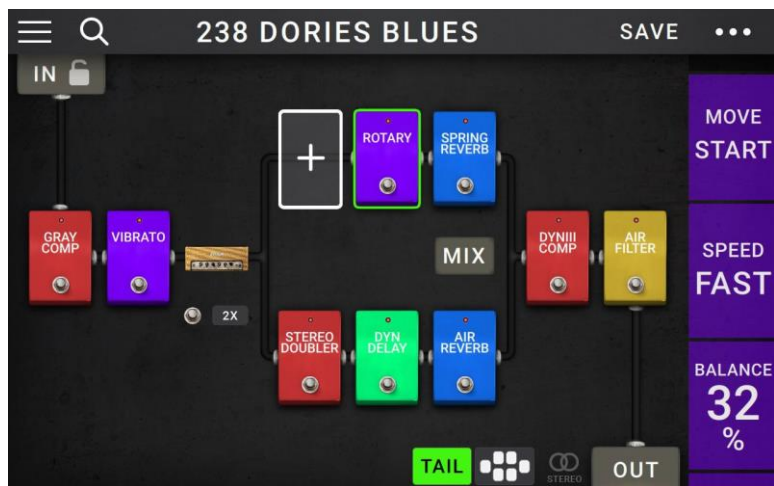 238 DORIES BLUES
SAVE
IN
MOVE
START
ROTARY
SPRING
REVERB
GRAY
COMP
VIBRATO
MIX
DYNIII
COMP
AIR
FILTER
SPEED
FAST
2X
STEREO
DOUBLER
DYN
DELAY
AIR
REVERB
BALANCE
32
%
TAIL
STEREO
OUT